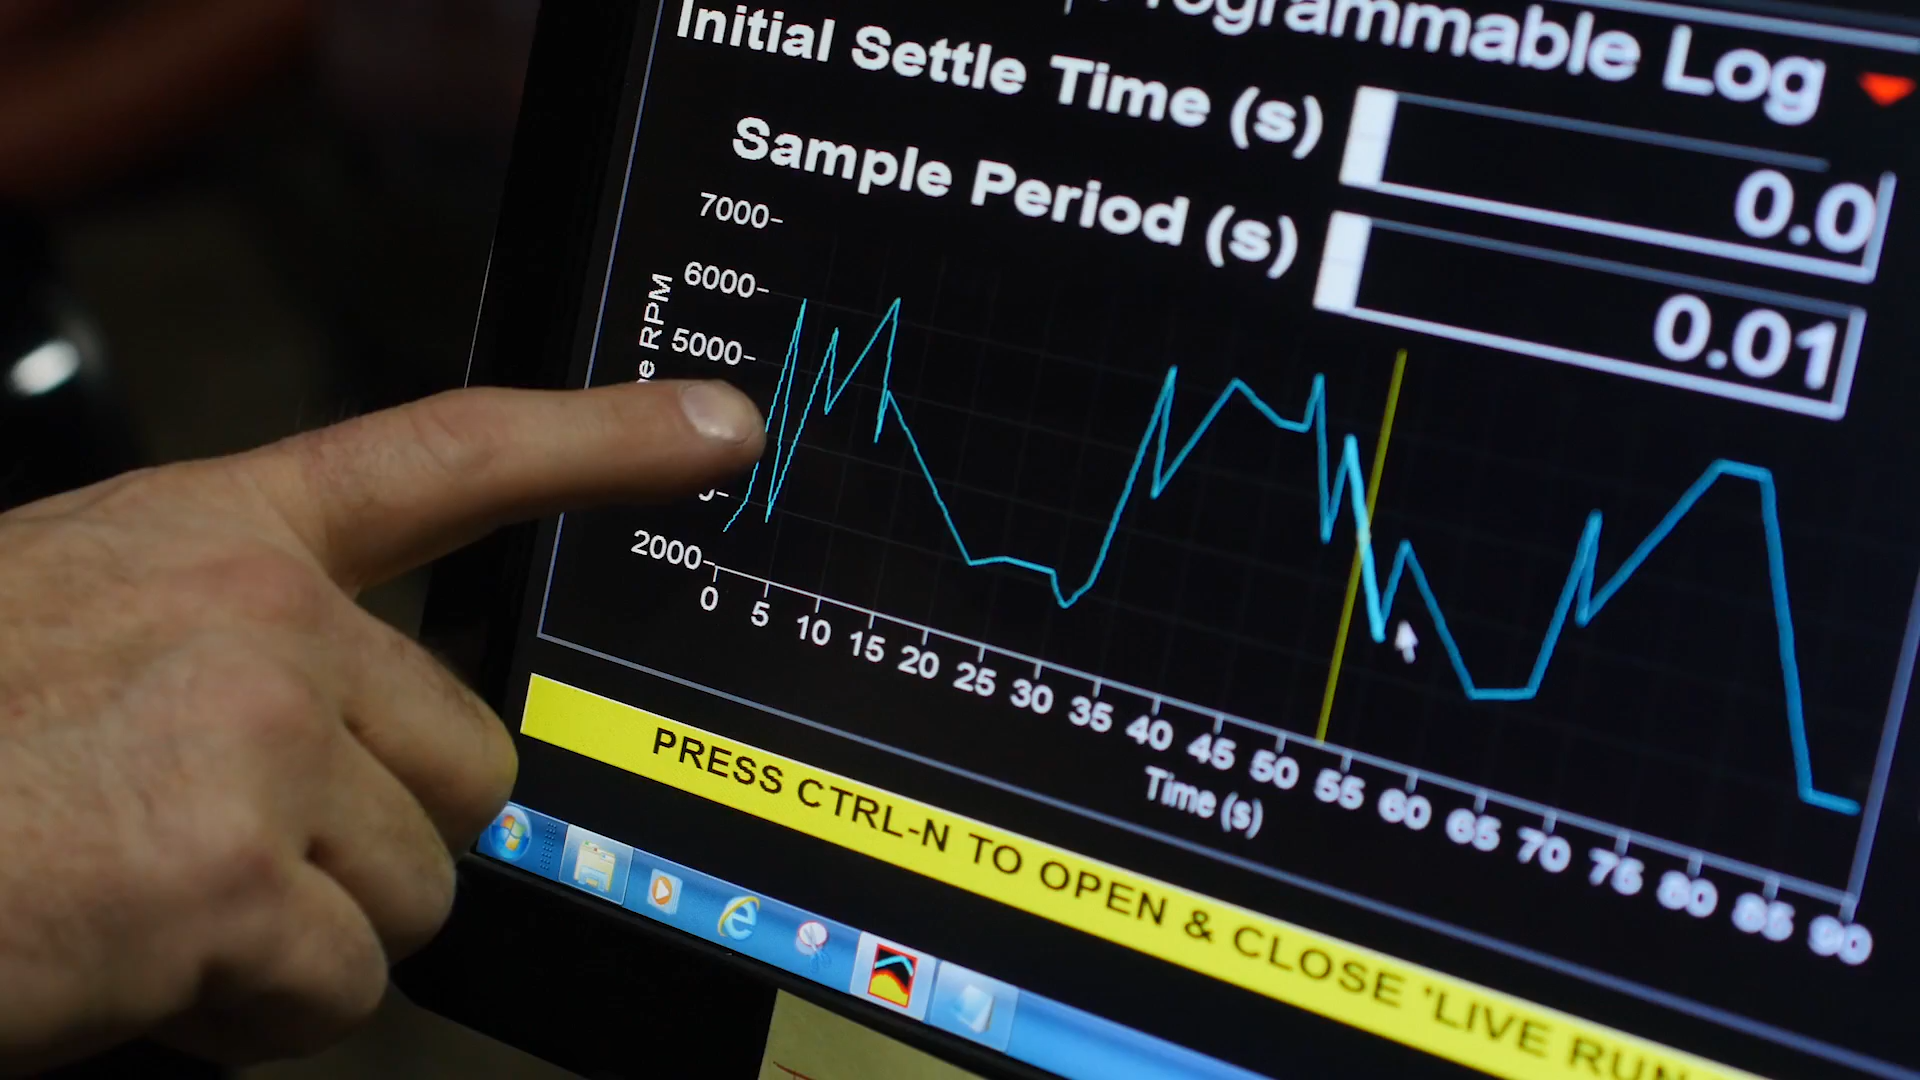 Programmable Log
Initial Settle Time (s)
0.0
Sample Period (s)
0.01
7000
6000
5000
2000
RPM
0 5 10 15 20 25 30 35 40 45 50 55 60 65 70 75 80 85 90
Time (s)
PRESS CTRL-N TO OPEN & CLOSE 'LIVE RUN